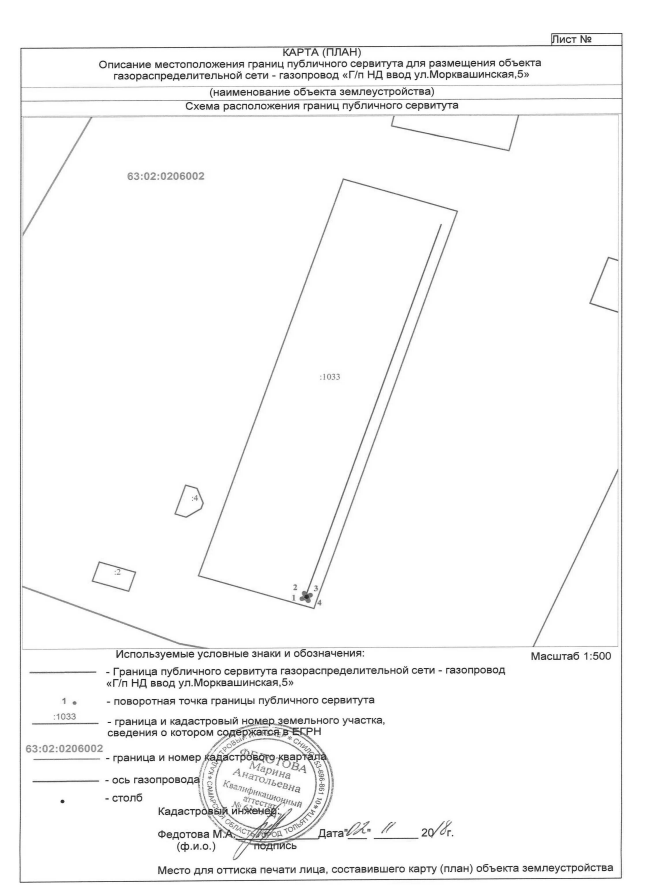 Лист №
КАРТА (ПЛАН)
Описание местоположения границ публичного сервитута для размещения объекта
газораспределительной сети - газопровод «Г/п НД ввод ул.Морквашинская,5»
(наименование объекта землеустройства)
Схема расположения границ публичного сервитута
63:02:0206002
:1033
:4
:2
2 3
1 4
Используемые условные знаки и обозначения:
Масштаб 1:500
- Граница публичного сервитута газораспределительной сети - газопровод
«Г/п НД ввод ул.Морквашинская,5»
1 - поворотная точка границы публичного сервитута
:1033 - граница и кадастровый номер земельного участка,
сведения о котором содержатся в ЕГРН
63:02:0206002
- граница и номер кадастрового квартала
- ось газопровода
- столб
ФЕДОТОВА
Марина
Анатольевна
Квалификационный
аттестат
Кадастровый инженер:
Федотова М.А. Дата 2018г.
(ф.и.о.) подпись
Место для оттиска печати лица, составившего карту (план) объекта землеустройства